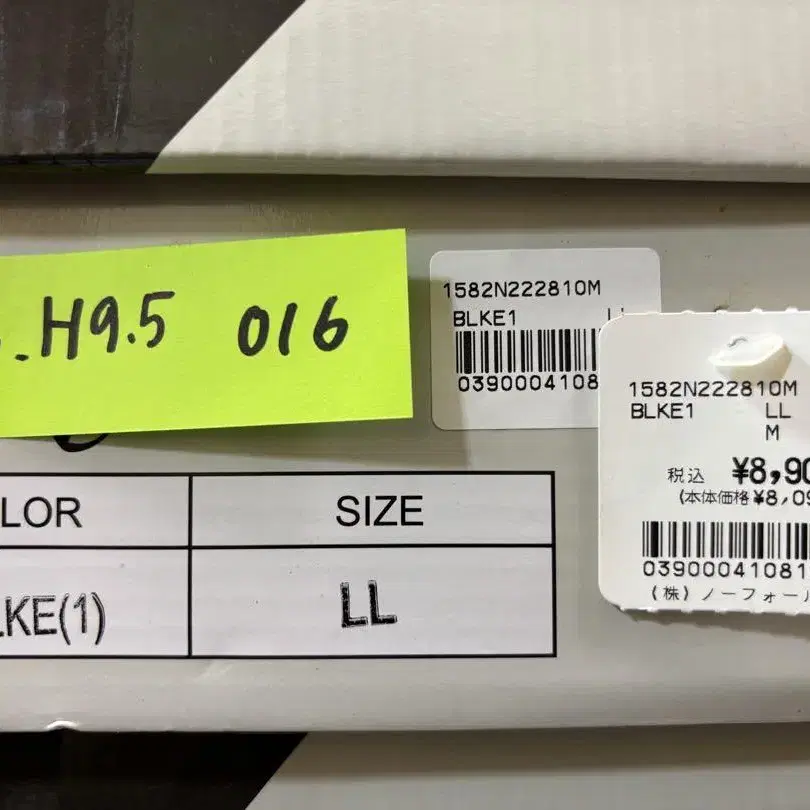 .H9.5 016
1582N222810M
BLKE1
0390004108
1582N222810M
BLKE1 LL
M
税込 ¥8,90
(本体価格¥8,09
03900041081
(株)ノーフォール
LOR SIZE
LKE(1) LL